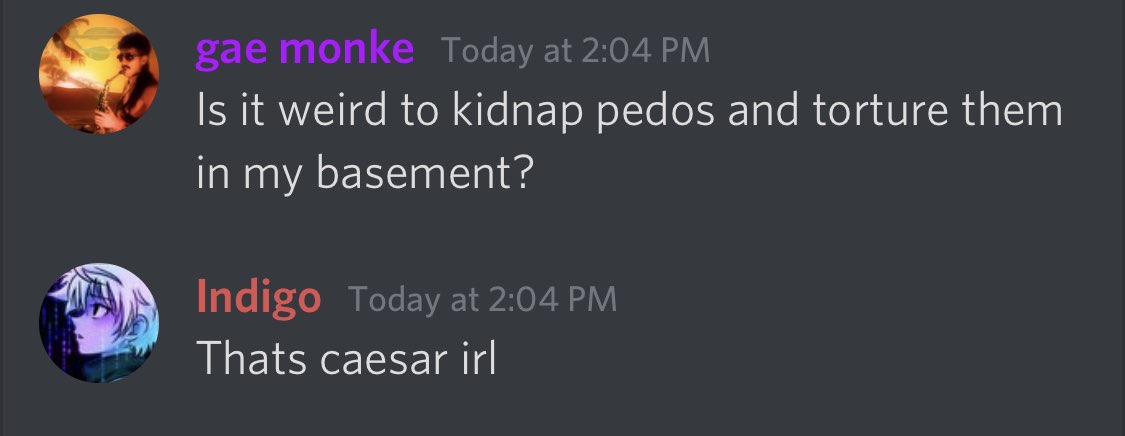 gae monke Today at 2:04 PM
Is it weird to kidnap pedos and torture them
in my basement?
Indigo Today at 2:04 PM
Thats caesar irl